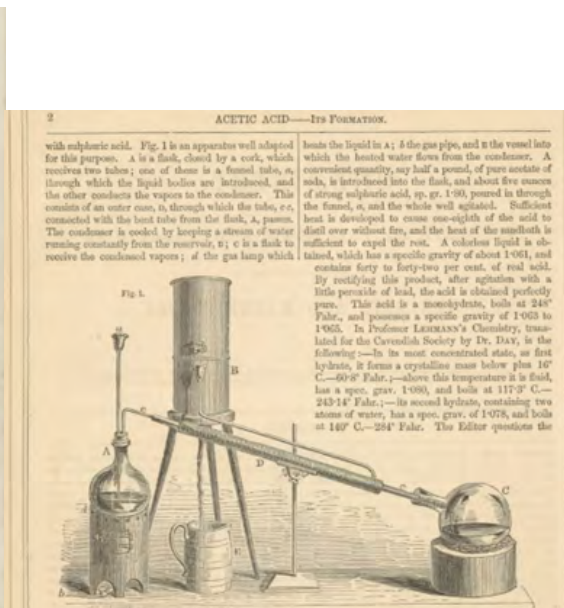 2
ACETIC ACID——ITS FORMATION.
with sulphuric acid. Fig. 1 is an apparatus well adapted
for this purpose. A is a flask, closed by a cork, which
receives two tubes; one of these is a funnel tube, a,
through which the liquid bodies are introduced, and
the other conducts the vapors to the condenser. This
consists of an outer case, D, through which the tube, c c,
connected with the bent tube from the flask, A, passes.
The condenser is cooled by keeping a stream of water
running constantly from the reservoir, B; C is a flask to
receive the condensed vapors; d the gas lamp which
heats the liquid in A; b the gas pipe, and E the vessel into
which the heated water flows from the condenser. A
convenient quantity, say half a pound, of pure acetate of
soda, is introduced into the flask, and about five ounces
of strong sulphuric acid, sp. gr. 1·80, poured in through
the funnel, a, and the whole well agitated. Sufficient
heat is developed to cause one-eighth of the acid to
distil over without fire, and the heat of the sandbath is
sufficient to expel the rest. A colorless liquid is ob-
tained, which has a specific gravity of about 1·061, and
contains forty to forty-two per cent. of real acid.
By rectifying this product, after agitation with a
little peroxide of lead, the acid is obtained perfectly
pure. This acid is a monohydrate, boils at 248°
Fahr., and possesses a specific gravity of 1·063 to
1·065. In Professor LEHMANN's Chemistry, trans-
lated for the Cavendish Society by Dr. DAY, is the
following :—In its most concentrated state, as first
hydrate, it forms a crystalline mass below plus 16°
C.—60·8° Fahr.;—above this temperature it is fluid,
has a spec. grav. 1·080, and boils at 117·3° C.—
243·14° Fahr.;—its second hydrate, containing two
atoms of water, has a spec. grav. of 1·078, and boils
at 140° C.—284° Fahr. The Editor questions the
Fig. 1.
B
A
D
C
E
b